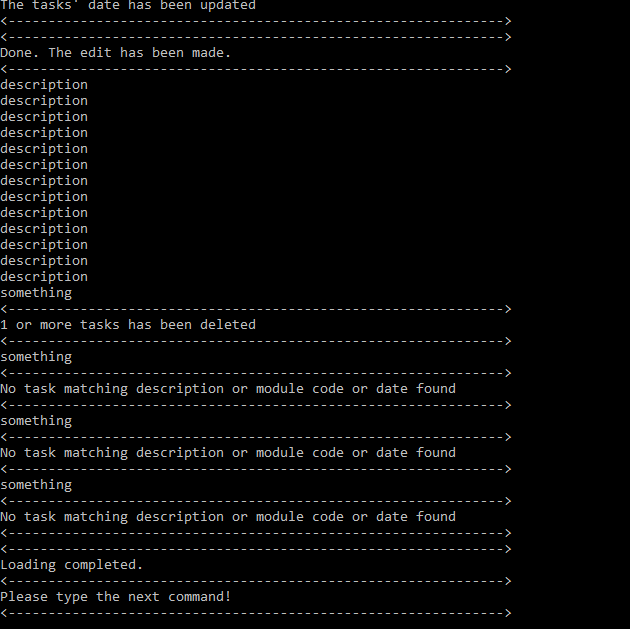 The tasks' date has been updated
<-------------------------------------------------------------->
<-------------------------------------------------------------->
Done. The edit has been made.
<-------------------------------------------------------------->
description
description
description
description
description
description
description
description
description
description
description
description
description
something
<-------------------------------------------------------------->
1 or more tasks has been deleted
<-------------------------------------------------------------->
something
<-------------------------------------------------------------->
No task matching description or module code or date found
<-------------------------------------------------------------->
something
<-------------------------------------------------------------->
No task matching description or module code or date found
<-------------------------------------------------------------->
something
<-------------------------------------------------------------->
No task matching description or module code or date found
<-------------------------------------------------------------->
<-------------------------------------------------------------->
Loading completed.
<-------------------------------------------------------------->
Please type the next command!
<-------------------------------------------------------------->